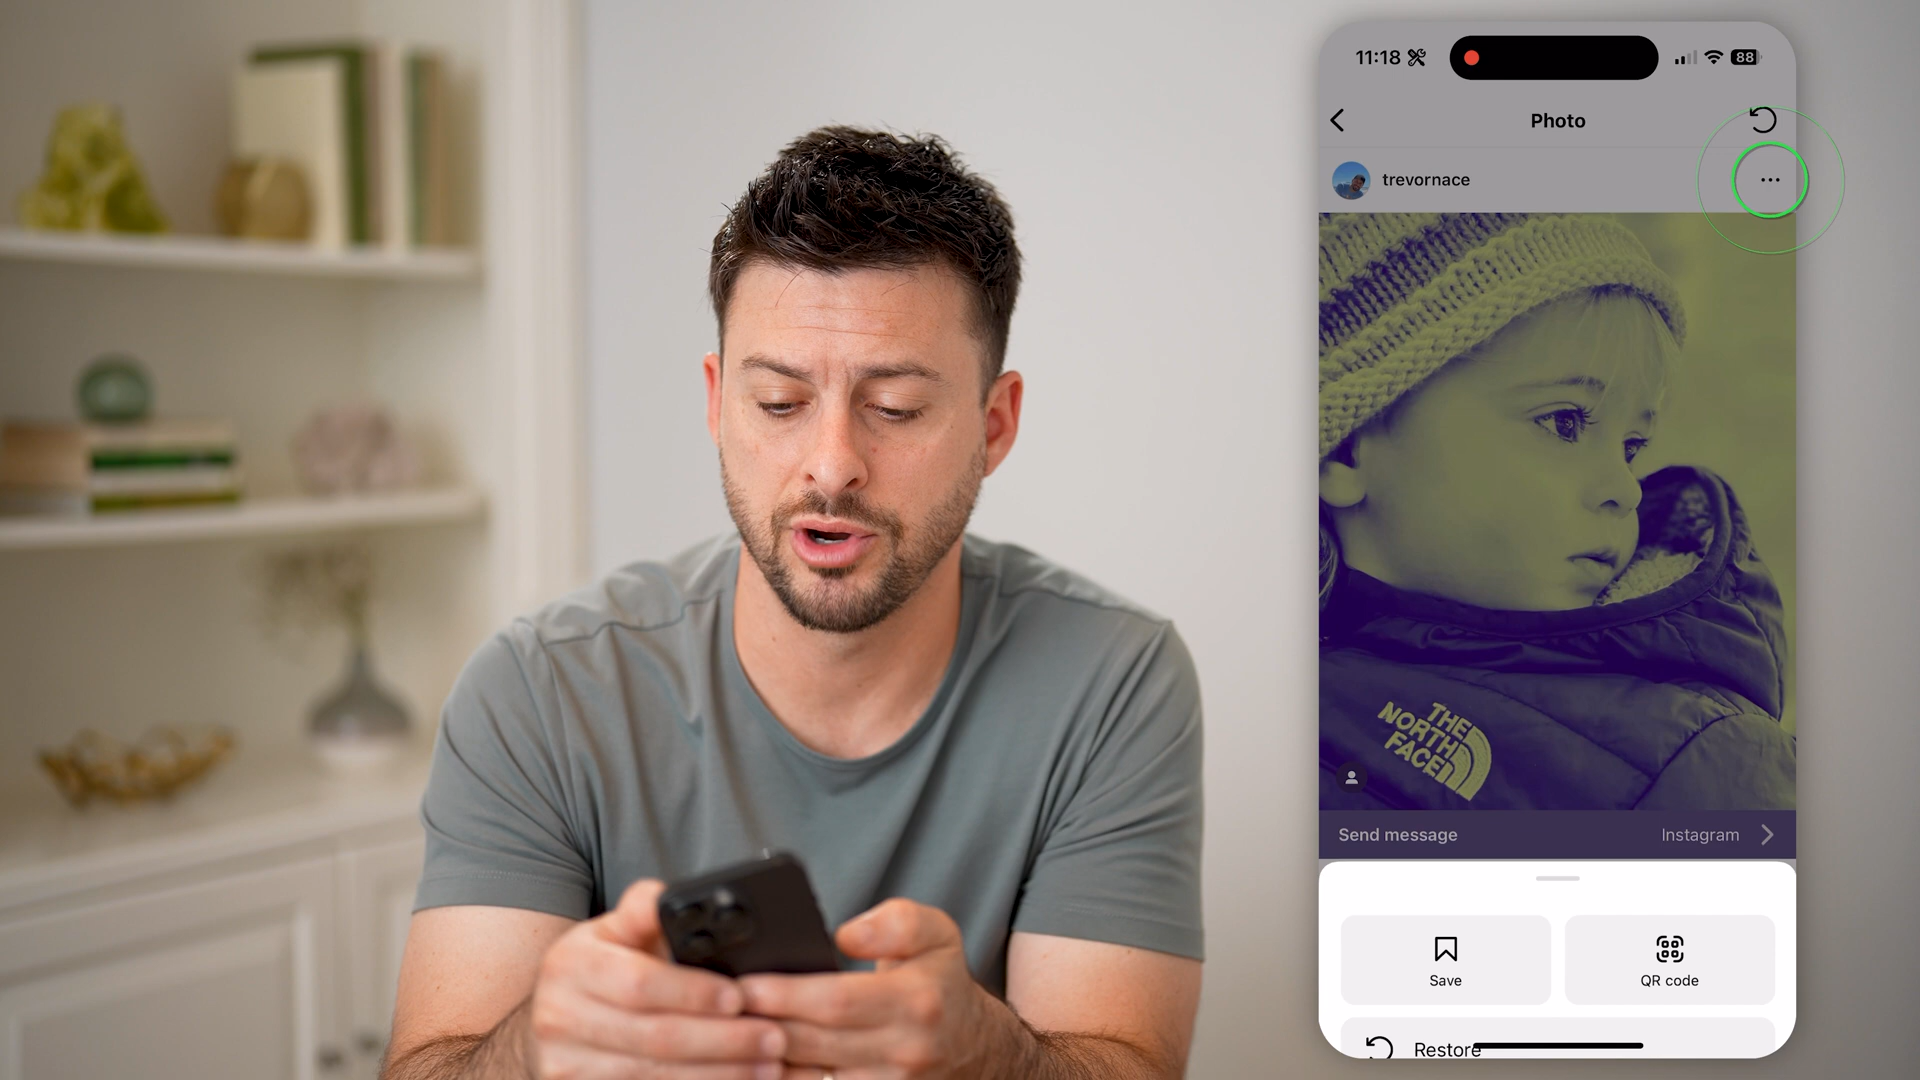 11:18
88
Photo
trevornace
THE
NORTH
FACE
Send message
Instagram
Save
QR code
Restore